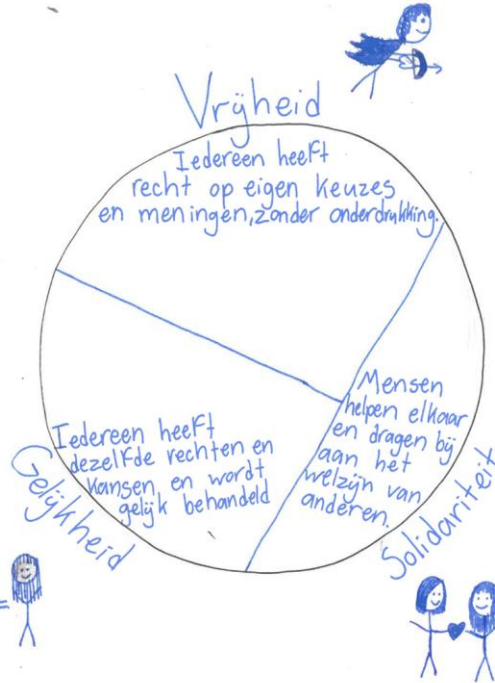 Vrijheid
Iedereen heeft
recht op eigen keuzes
en meningen, zonder onderdrukking.
Iedereen heeft
dezelfde rechten en
kansen en wordt
gelijk behandeld
Gelijkheid
Mensen
helpen elkaar
en dragen bij
aan het
welzijn van
anderen.
Solidariteit
=